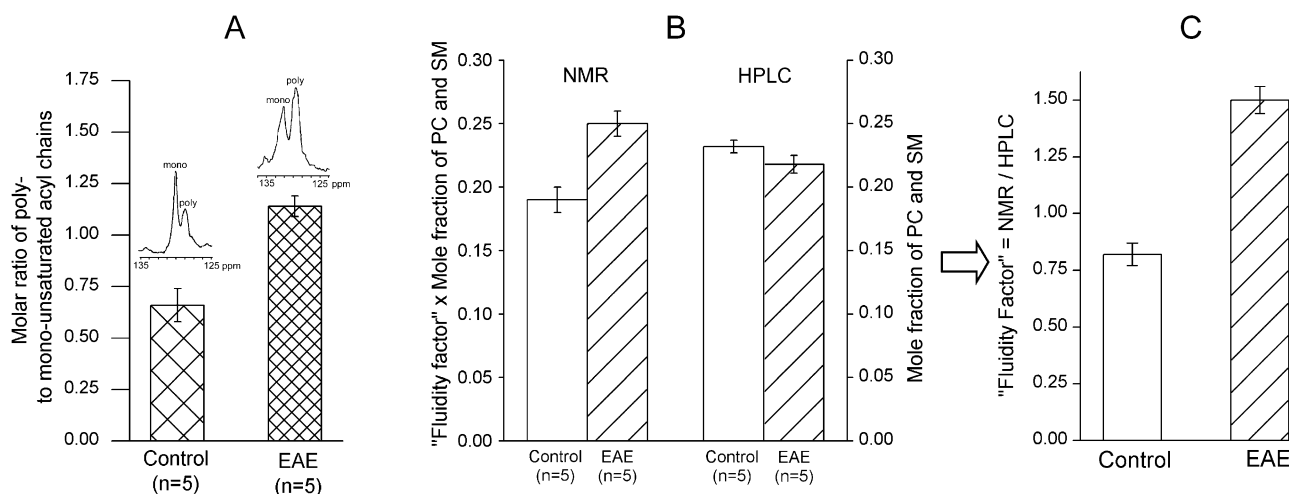 A
Molar ratio of poly-
to mono-unsaturated acyl chains
1.75
1.50
1.25
1.00
0.75
0.50
0.25
0.00
mono
poly
135
125 ppm
mono
poly
135
125 ppm
Control
(n=5)
EAE
(n=5)
B
"Fluidity factor" x Mole fraction of PC and SM
0.30
0.25
0.20
0.15
0.10
0.05
0.00
NMR
HPLC
Control
(n=5)
EAE
(n=5)
Control
(n=5)
EAE
(n=5)
0.30
0.25
0.20
0.15
0.10
0.05
0.00
Mole fraction of PC and SM
C
"Fluidity Factor" = NMR / HPLC
1.50
1.25
1.00
0.75
0.50
0.25
0.00
Control
EAE